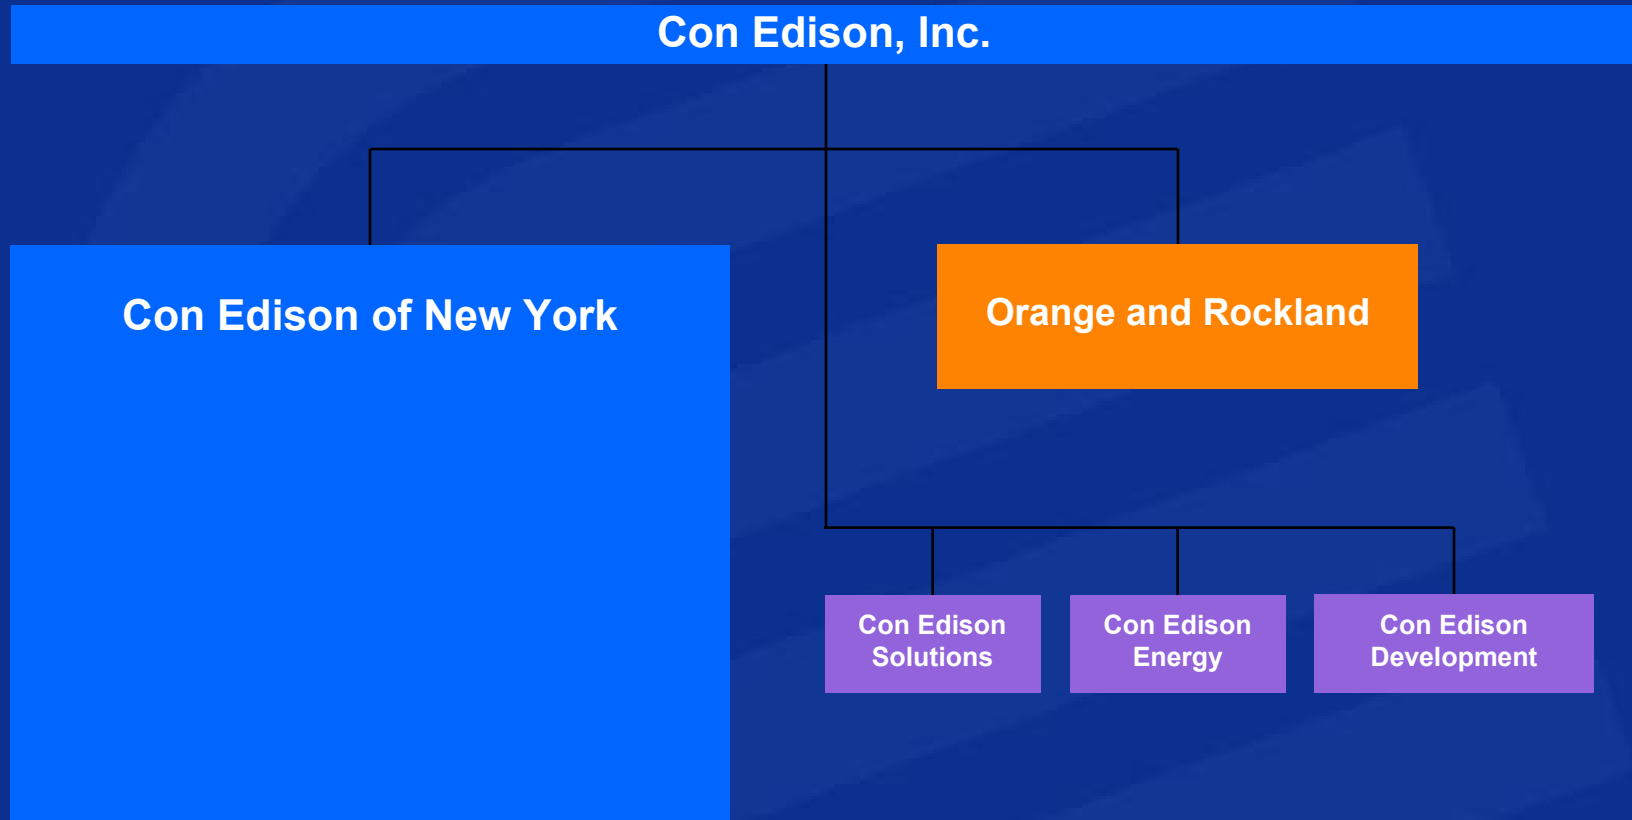 Con Edison, Inc.
Con Edison of New York
Orange and Rockland
Con Edison
Solutions
Con Edison
Energy
Con Edison
Development